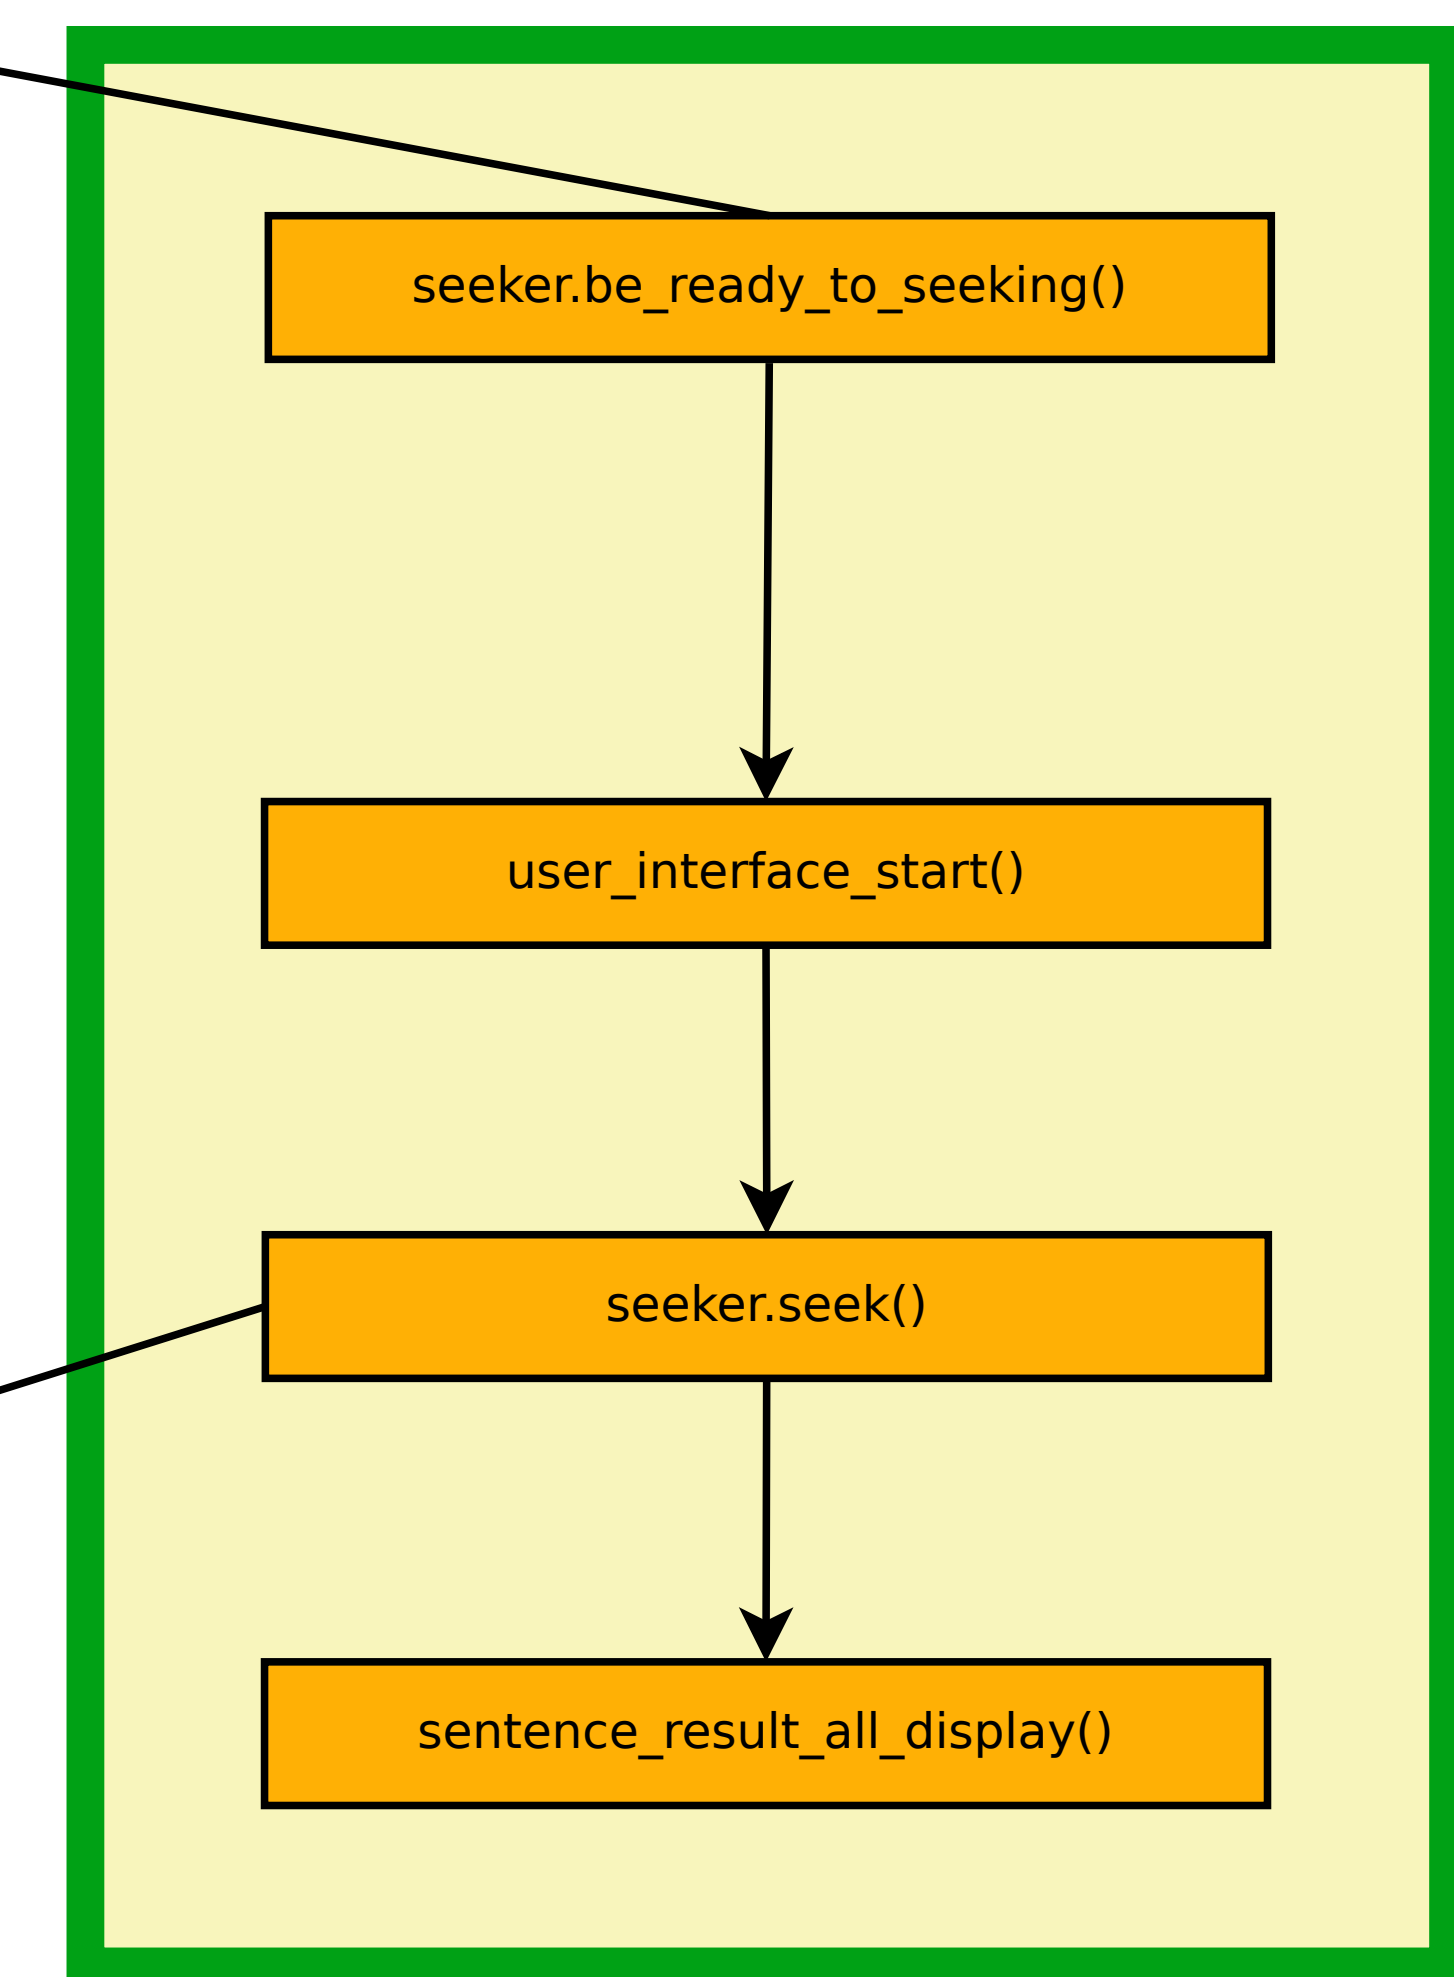 seeker.be_ready_to_seeking()
user_interface_start()
seeker.seek()
sentence_result_all_display()